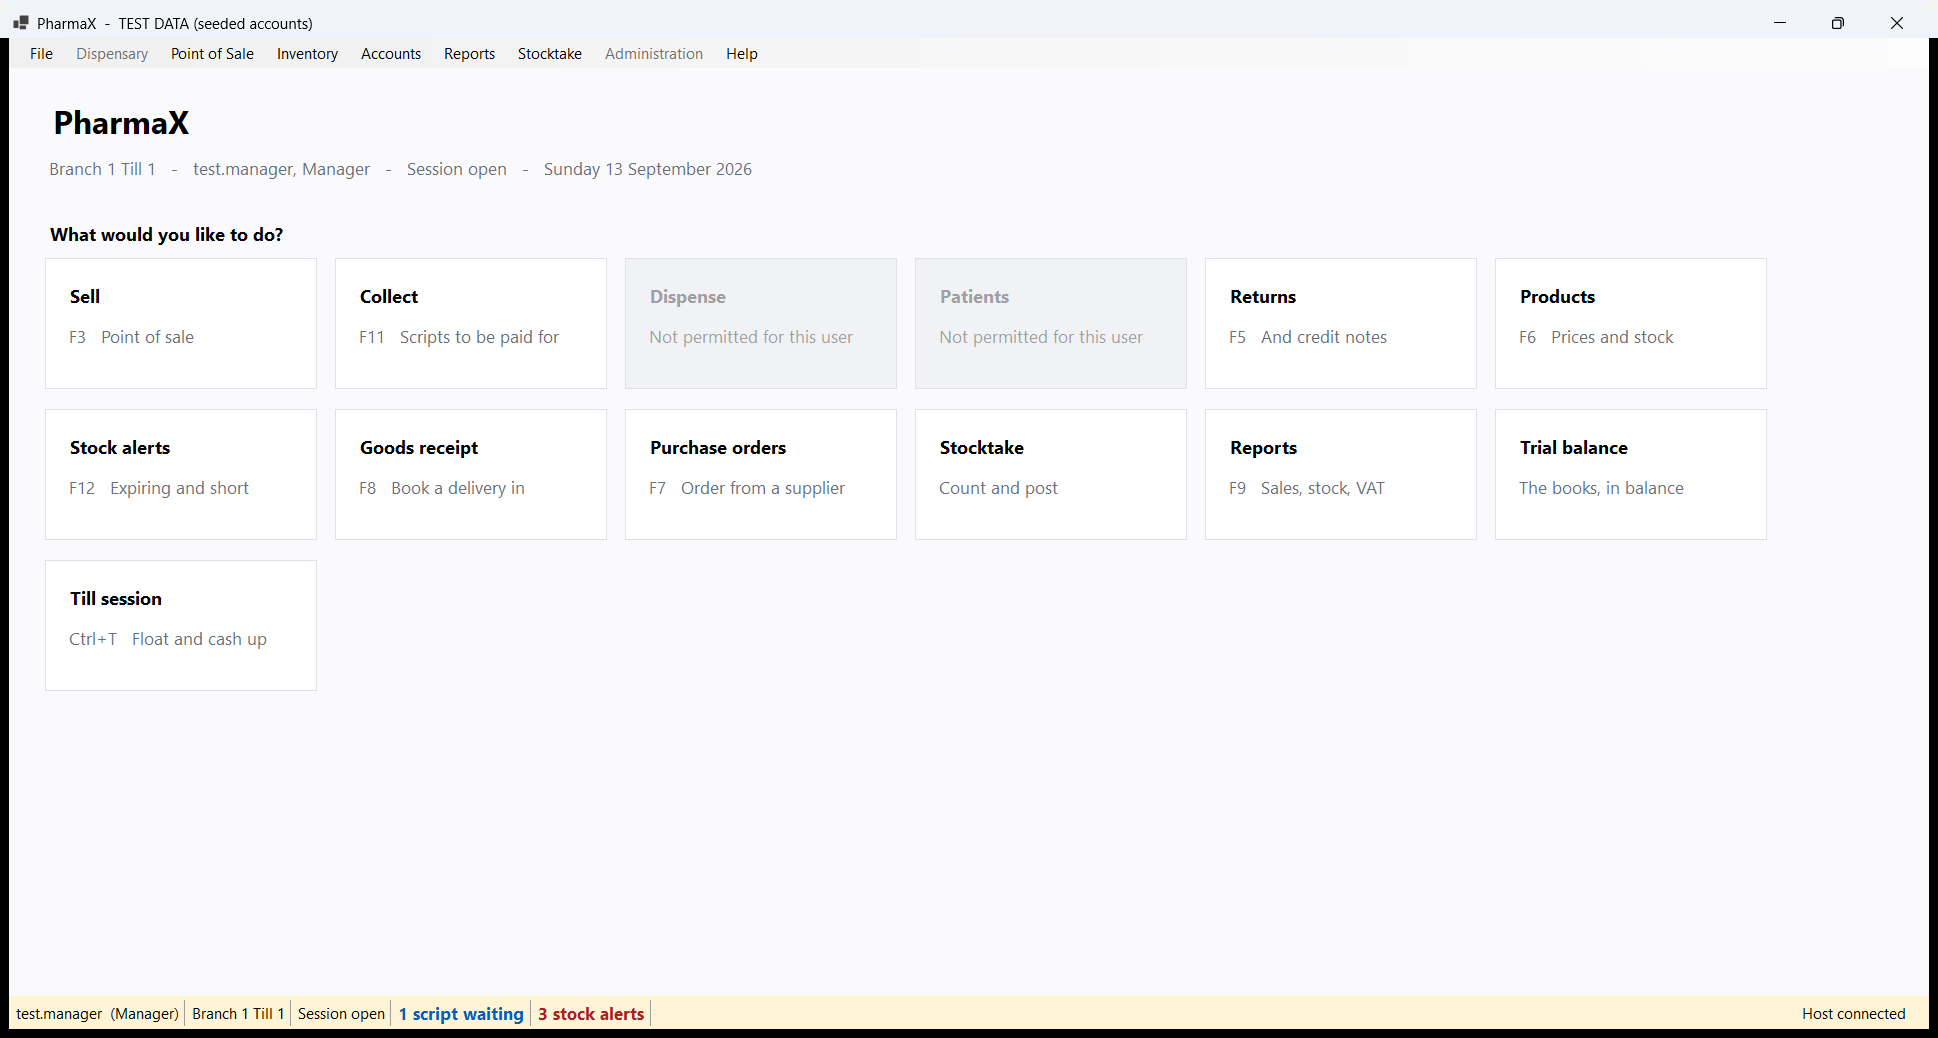 PharmaX - TEST DATA (seeded accounts)
File Dispensary Point of Sale Inventory Accounts Reports Stocktake Administration Help
PharmaX
Branch 1 Till 1 - test.manager, Manager - Session open - Sunday 13 September 2026
What would you like to do?
Sell
F3 Point of sale
Collect
F11 Scripts to be paid for
Dispense
Not permitted for this user
Patients
Not permitted for this user
Returns
F5 And credit notes
Products
F6 Prices and stock
Stock alerts
F12 Expiring and short
Goods receipt
F8 Book a delivery in
Purchase orders
F7 Order from a supplier
Stocktake
Count and post
Reports
F9 Sales, stock, VAT
Trial balance
The books, in balance
Till session
Ctrl+T Float and cash up
test.manager (Manager) Branch 1 Till 1 Session open 1 script waiting 3 stock alerts Host connected